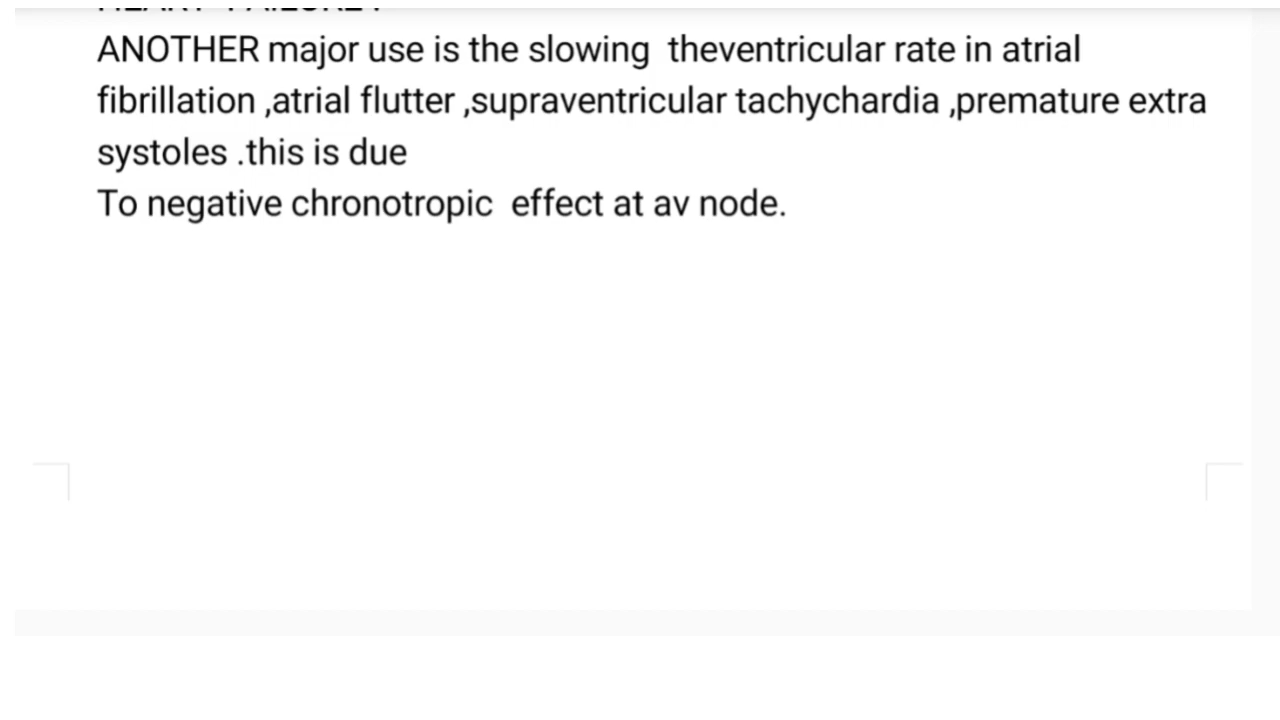 ANOTHER major use is the slowing  theventricular rate in atrial
fibrillation ,atrial flutter ,supraventricular tachychardia ,premature extra
systoles .this is due
To negative chronotropic  effect at av node.